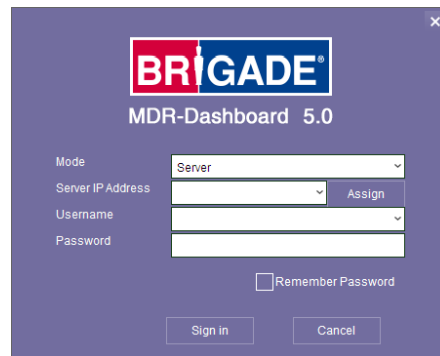 BRIGADE®
MDR-Dashboard 5.0
Mode Server
Server IP Address Assign
Username
Password
Remember Password
Sign in Cancel